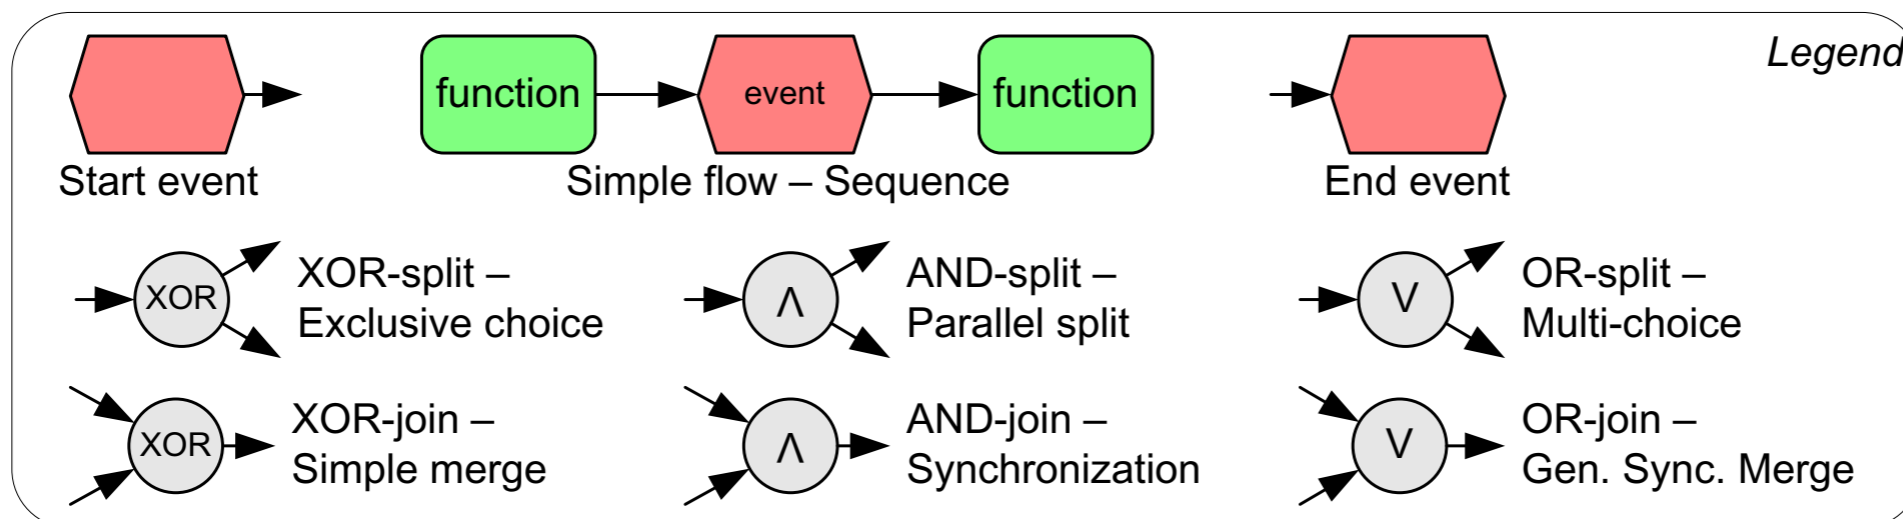 Legend
function
event
function
Start event
Simple flow – Sequence
End event
XOR
XOR-split –
Exclusive choice
Λ
AND-split –
Parallel split
V
OR-split –
Multi-choice
XOR
XOR-join –
Simple merge
Λ
AND-join –
Synchronization
V
OR-join –
Gen. Sync. Merge